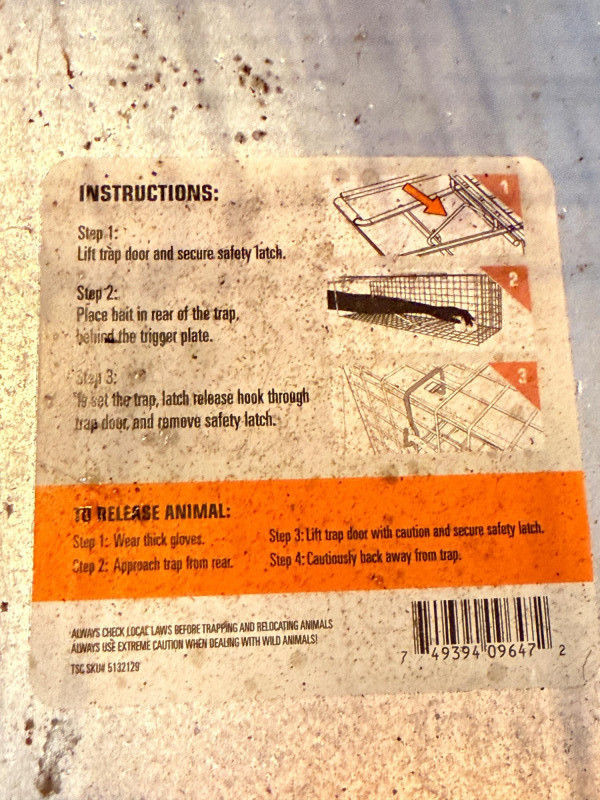 INSTRUCTIONS:
Step 1:
Lift trap door and secure safety latch.
Step 2:
Place bait in rear of the trap,
behind the trigger plate.
Step 3:
To set the trap, latch release hook through
trap door, and remove safety latch.
1
2
3
TO RELEASE ANIMAL:
Step 1: Wear thick gloves.
Step 2: Approach trap from rear.
Step 3: Lift trap door with caution and secure safety latch.
Step 4: Cautiously back away from trap.
ALWAYS CHECK LOCAL LAWS BEFORE TRAPPING AND RELOCATING ANIMALS
ALWAYS USE EXTREME CAUTION WHEN DEALING WITH WILD ANIMALS!
TSC SKU# 5132129
7 49394 09647 2